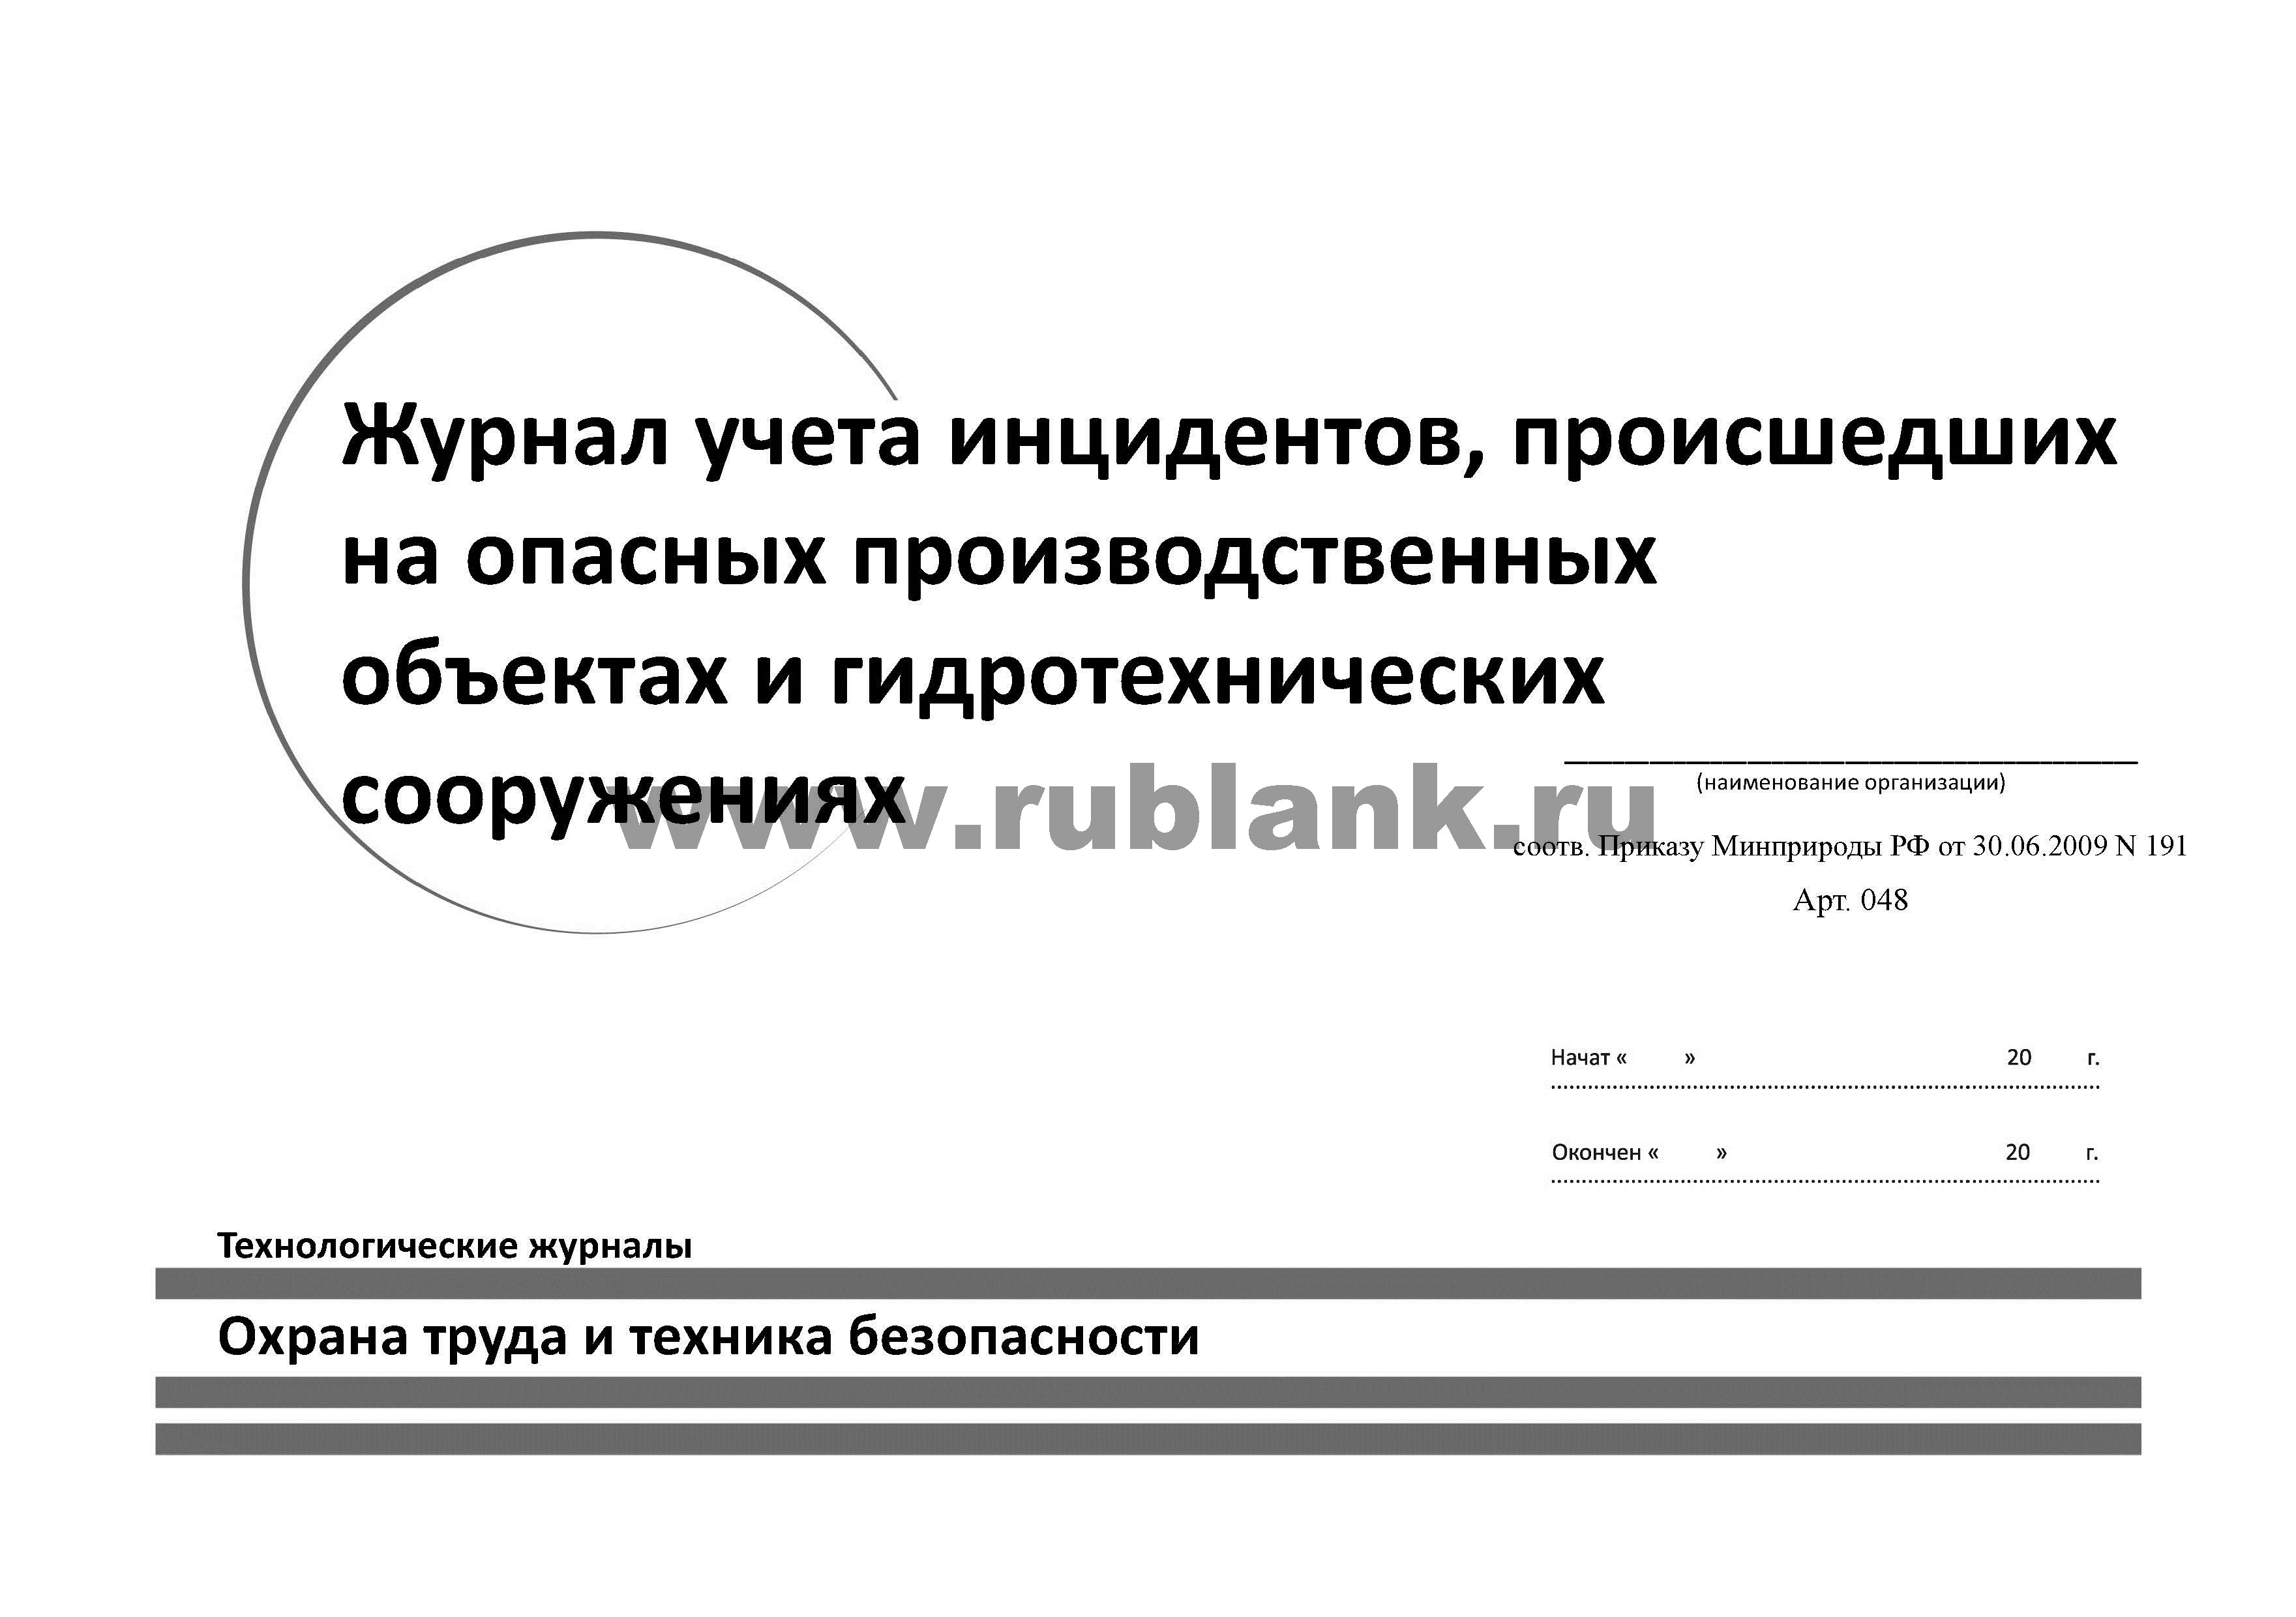 Журнал учета инцидентов, происшедших
на опасных производственных
объектах и гидротехнических
сооружениях
www.rublank.ru
(наименование организации)
соотв. Приказу Минприроды РФ от 30.06.2009 N 191
Арт. 048
Начат « » 20 г.
Окончен « » 20 г.
Технологические журналы
Охрана труда и техника безопасности